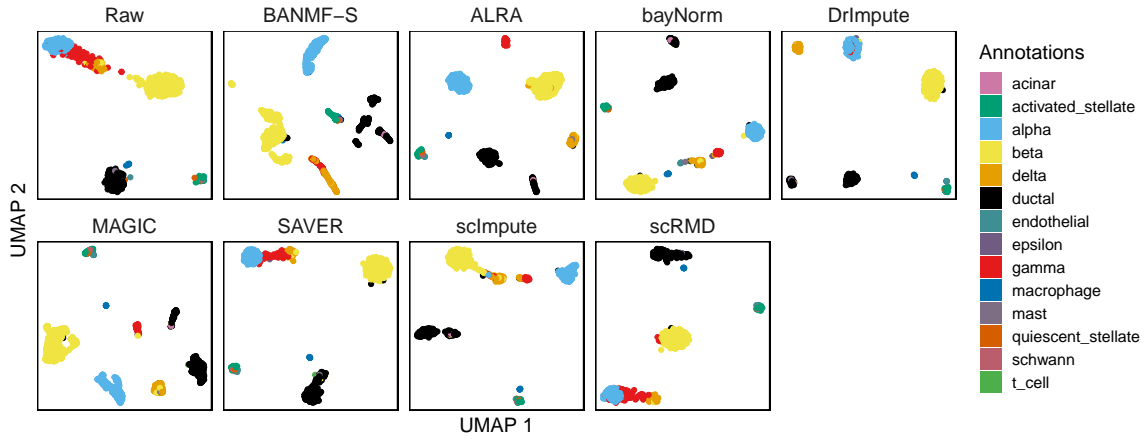 Raw
BANMF−S
ALRA
bayNorm
DrImpute
MAGIC
SAVER
scImpute
scRMD
UMAP 2
UMAP 1
Annotations
acinar
activated_stellate
alpha
beta
delta
ductal
endothelial
epsilon
gamma
macrophage
mast
quiescent_stellate
schwann
t_cell